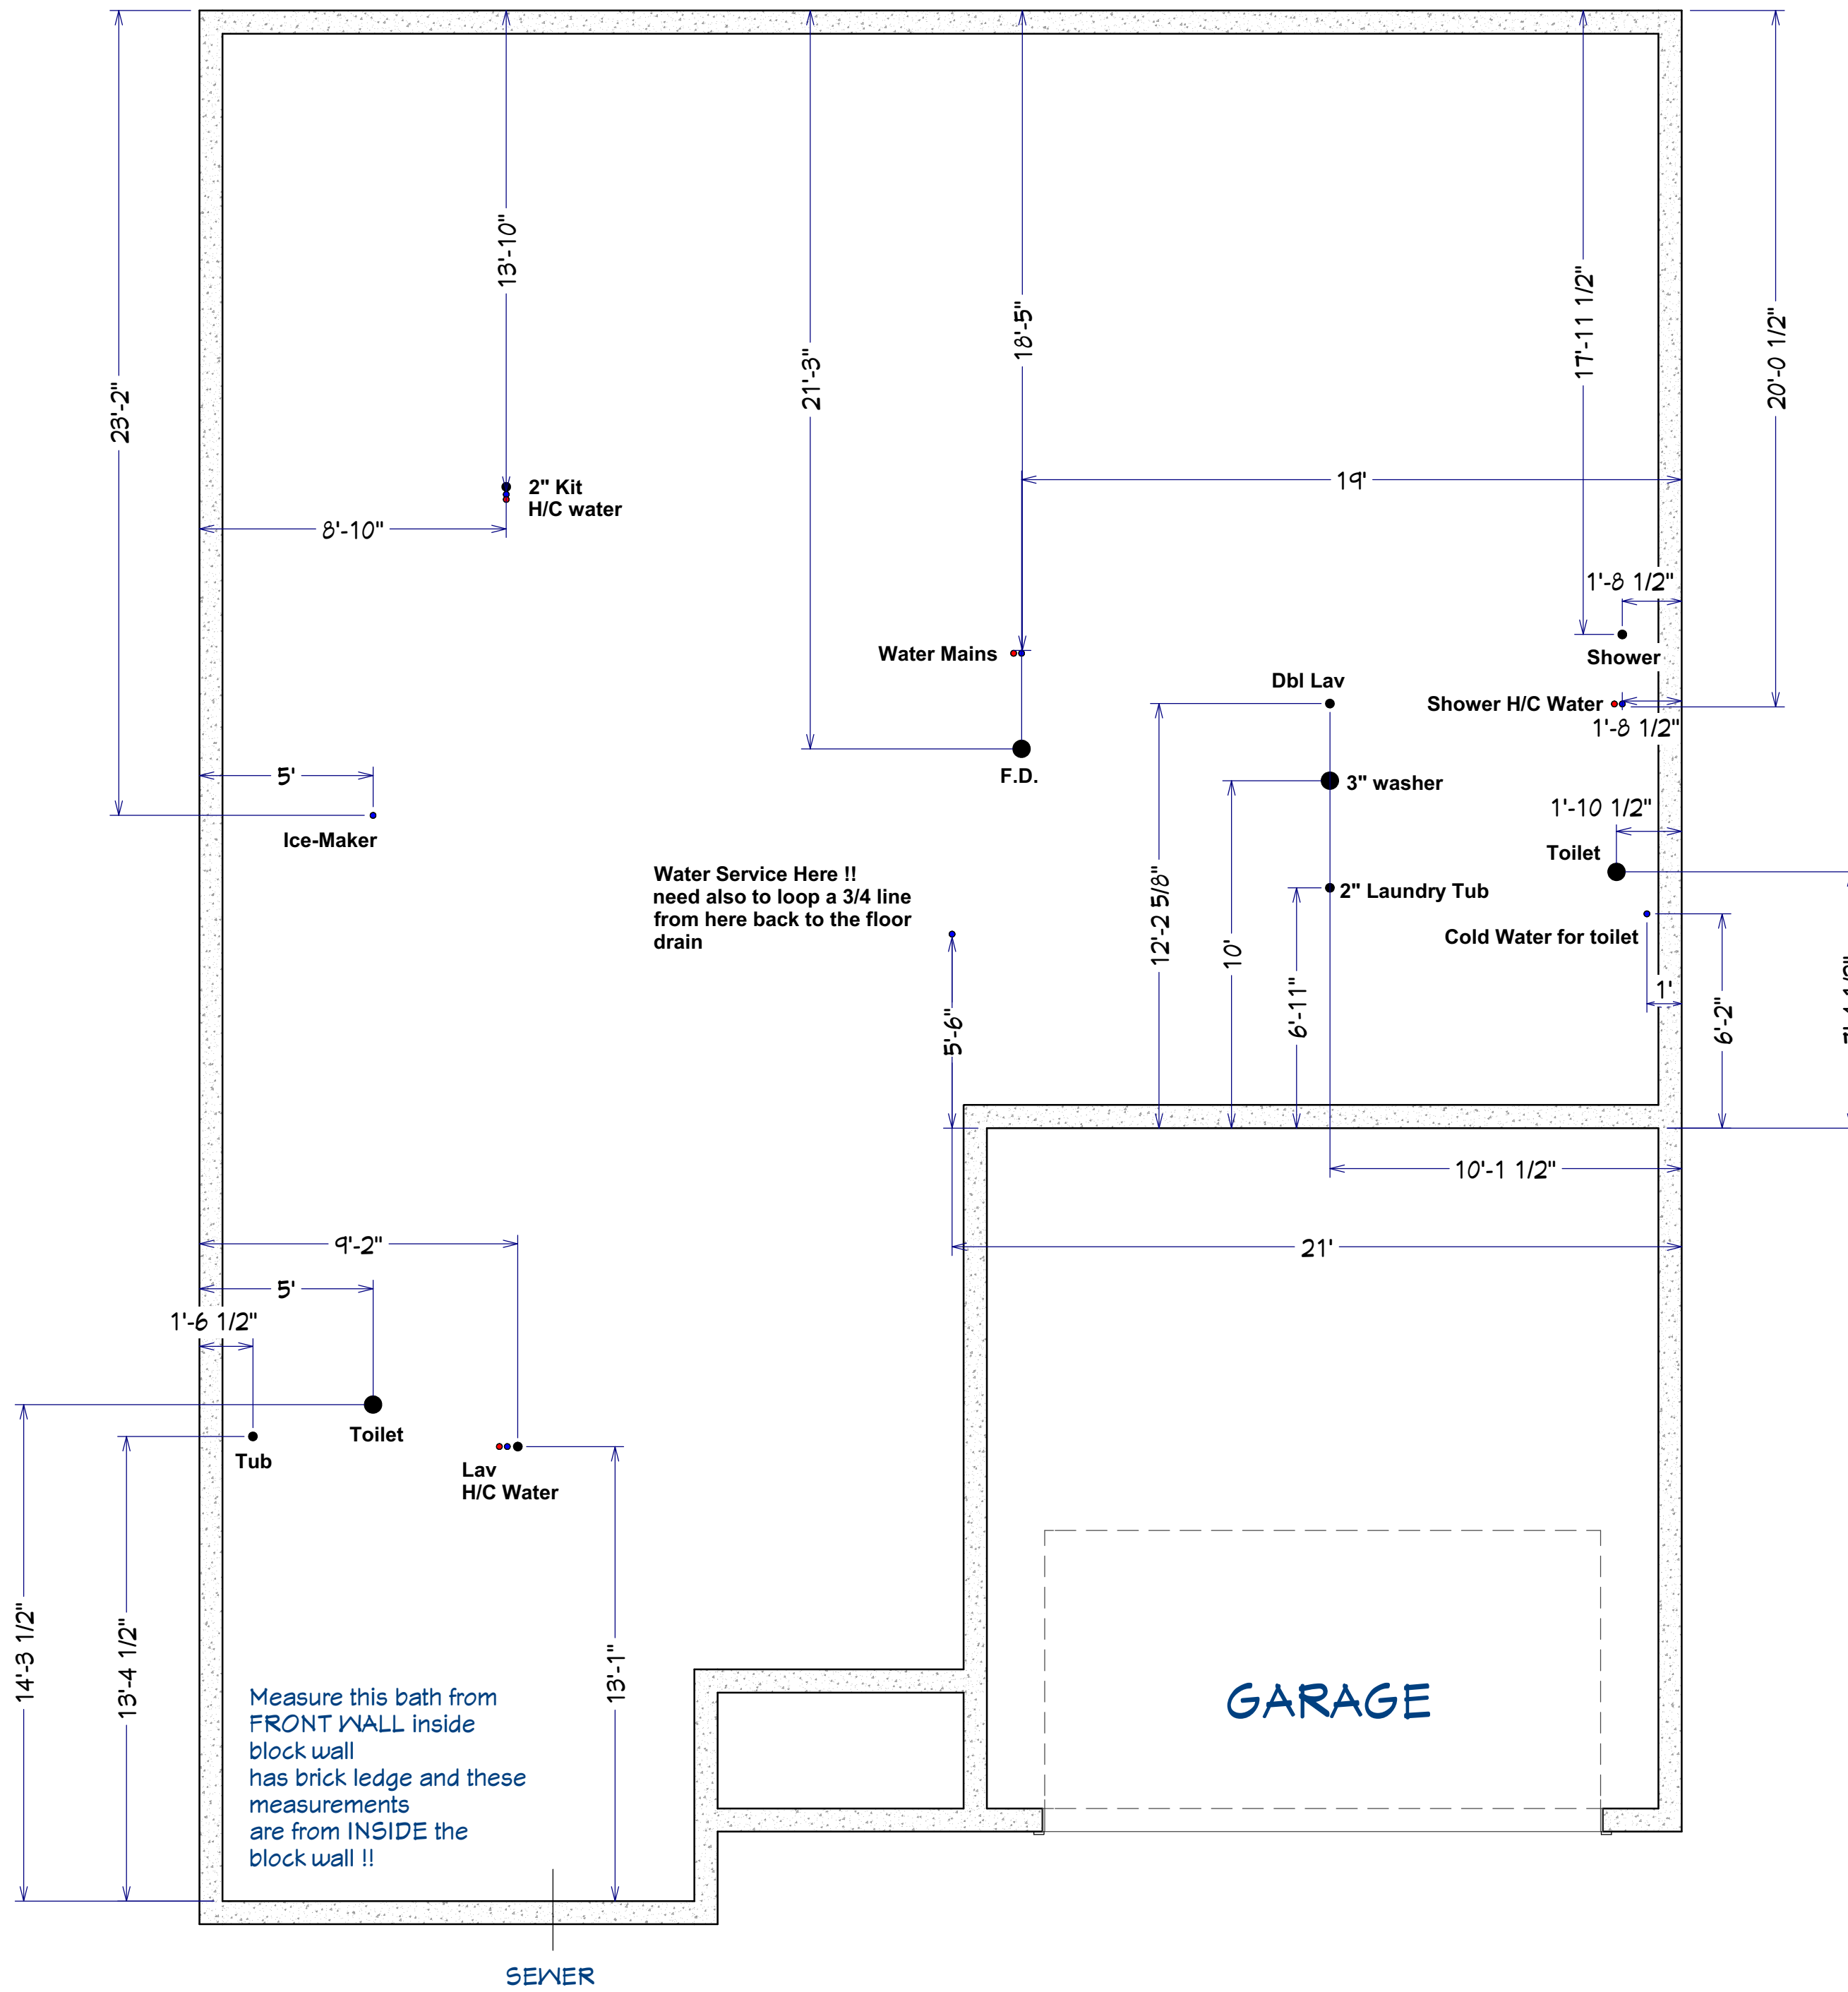 13'-10"
21'-3"
18'-5"
17'-11 1/2"
20'-0 1/2"
23'-2"
19'
2" Kit
H/C water
8'-10"
1'-8 1/2"
Shower
Water Mains
Dbl Lav
Shower H/C Water
1'-8 1/2"
F.D.
3" washer
5'
Ice-Maker
1'-10 1/2"
Toilet
Water Service Here !!
need also to loop a 3/4 line
from here back to the floor
drain
2" Laundry Tub
Cold Water for toilet
12'-2 5/8"
10'
6'-11"
5'-6"
1'
6'-2"
10'-1 1/2"
21'
9'-2"
5'
1'-6 1/2"
Toilet
Tub
Lav
H/C Water
14'-3 1/2"
13'-4 1/2"
13'-1"
Measure this bath from
FRONT WALL inside
block wall
has brick ledge and these
measurements
are from INSIDE the
block wall !!
GARAGE
SEWER